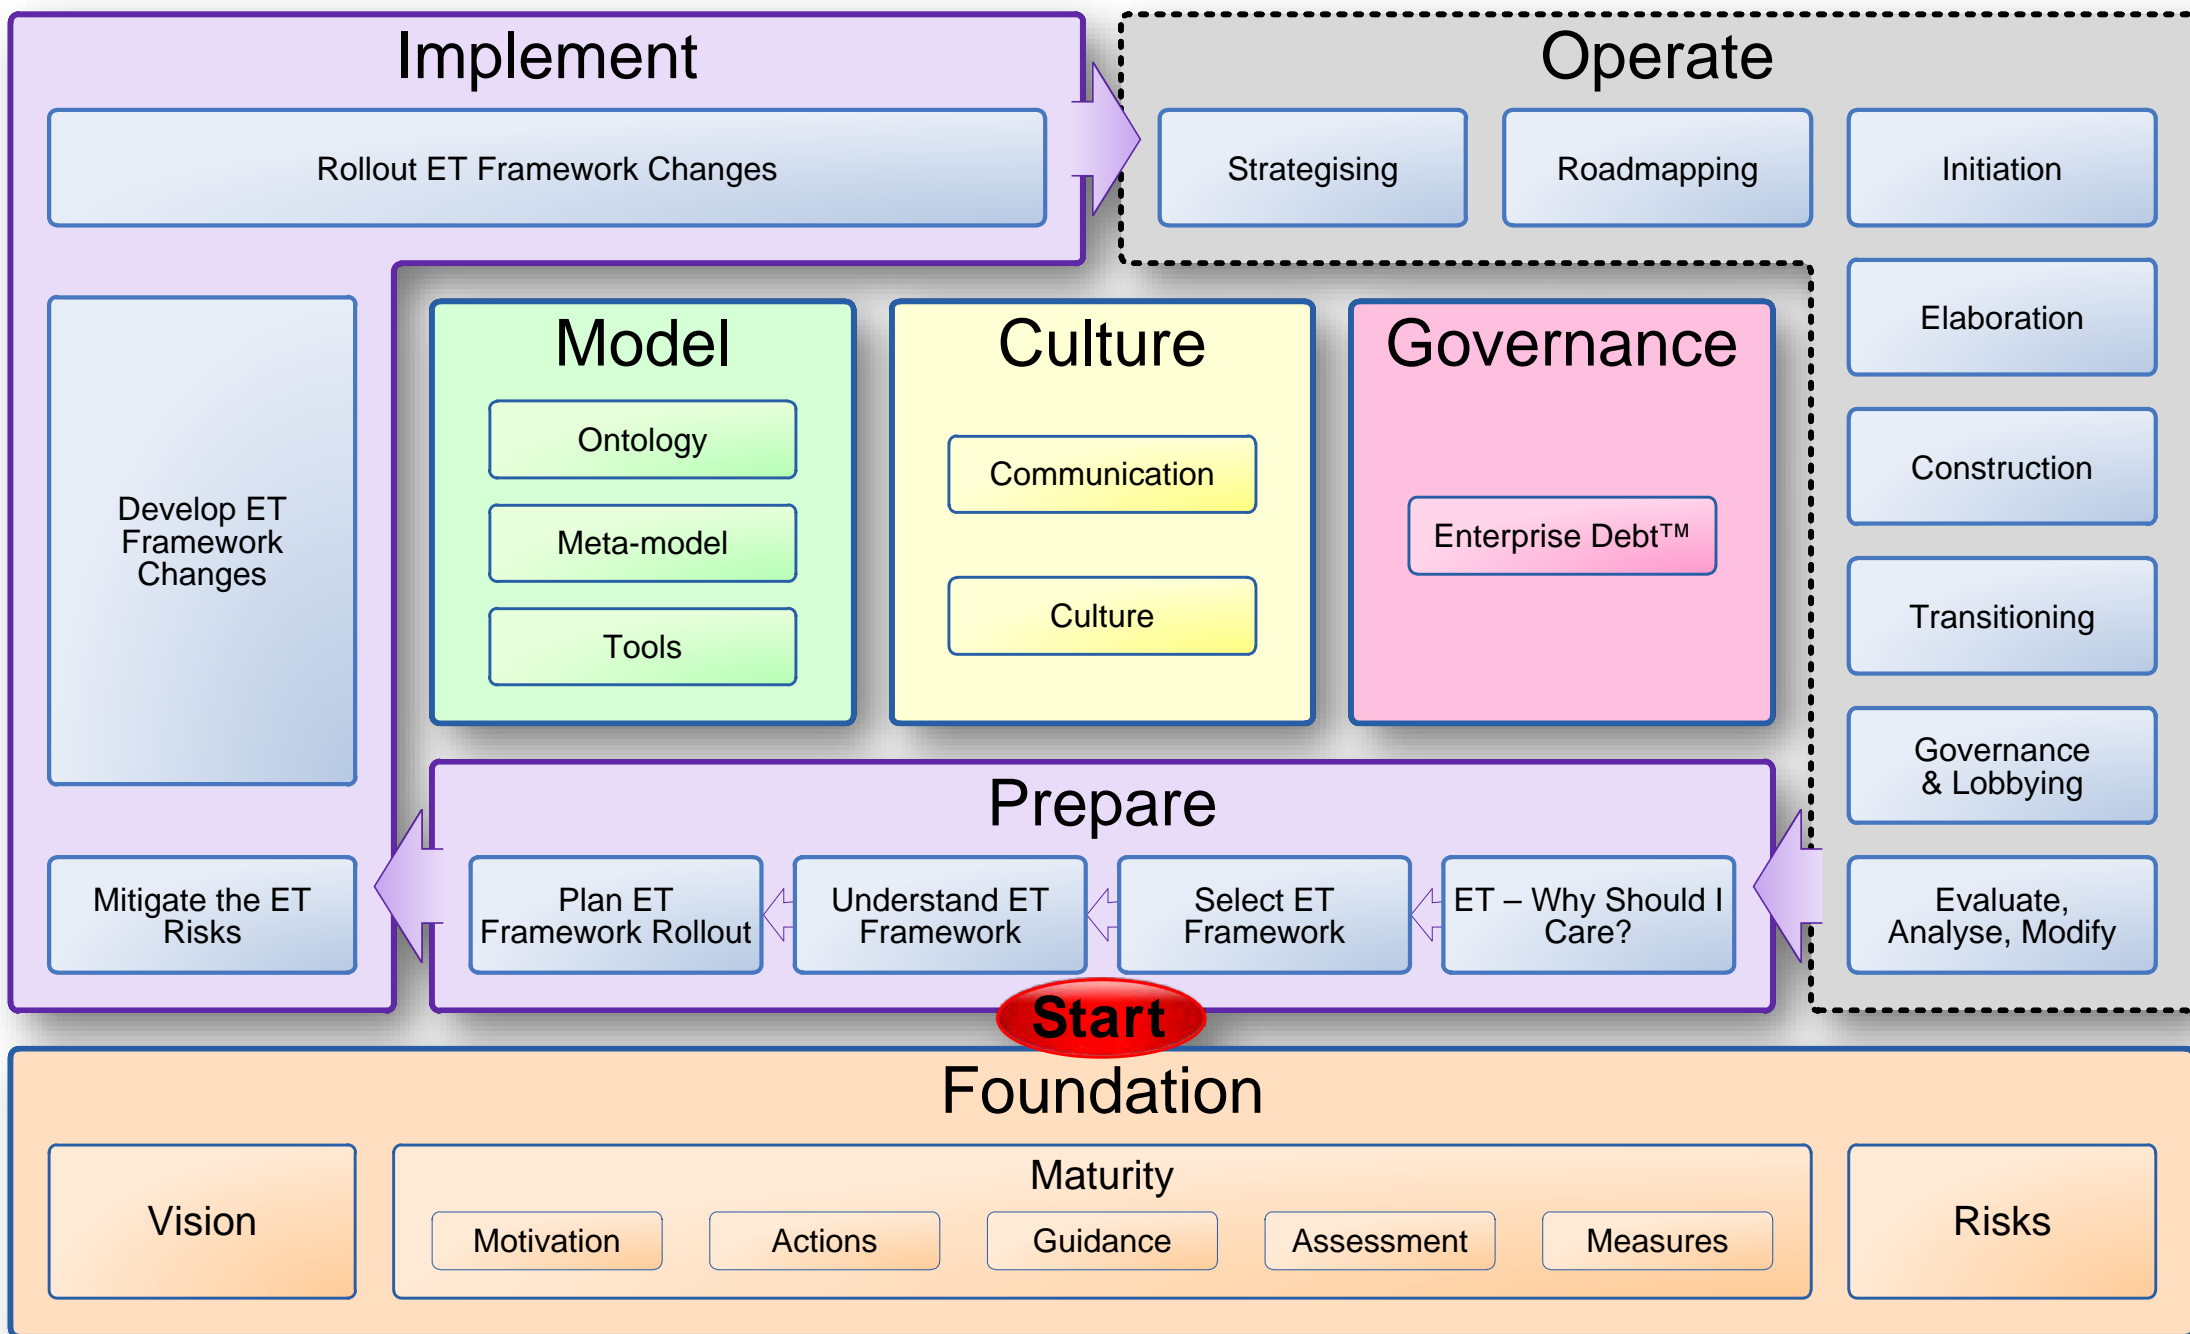 Implement
Rollout ET Framework Changes
Develop ET
Framework
Changes
Mitigate the ET
Risks
Operate
Strategising
Roadmapping
Initiation
Elaboration
Construction
Transitioning
Governance
& Lobbying
Evaluate,
Analyse, Modify
Model
Ontology
Meta-model
Tools
Culture
Communication
Culture
Governance
Enterprise Debt™
Prepare
Plan ET
Framework Rollout
Understand ET
Framework
Select ET
Framework
ET – Why Should I
Care?
Start
Foundation
Vision
Maturity
Motivation
Actions
Guidance
Assessment
Measures
Risks